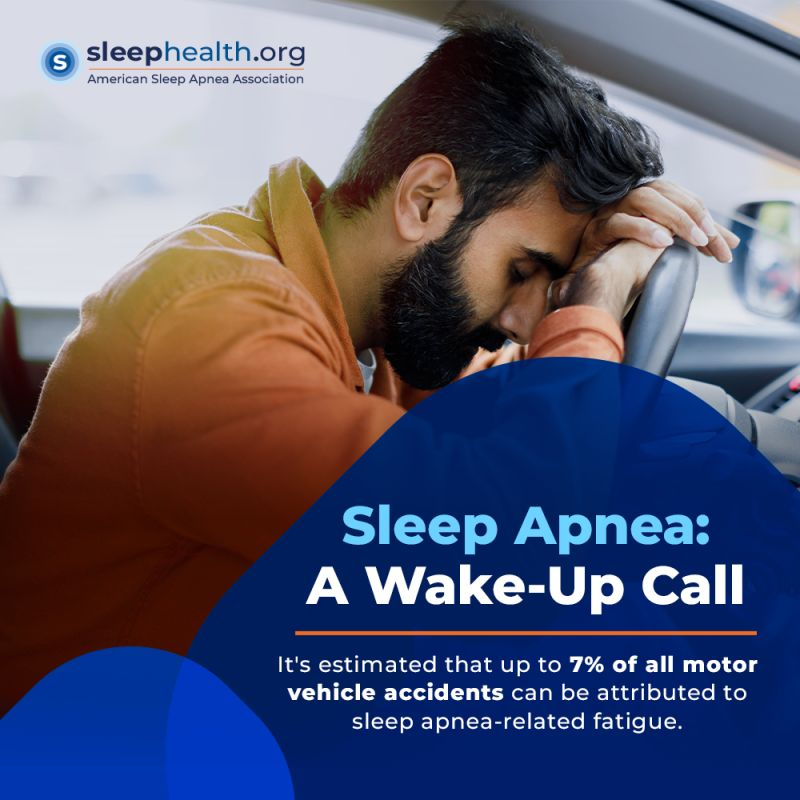 s
sleephealth.org
American Sleep Apnea Association
Sleep Apnea:
A Wake-Up Call
It's estimated that up to 7% of all motor
vehicle accidents can be attributed to
sleep apnea-related fatigue.